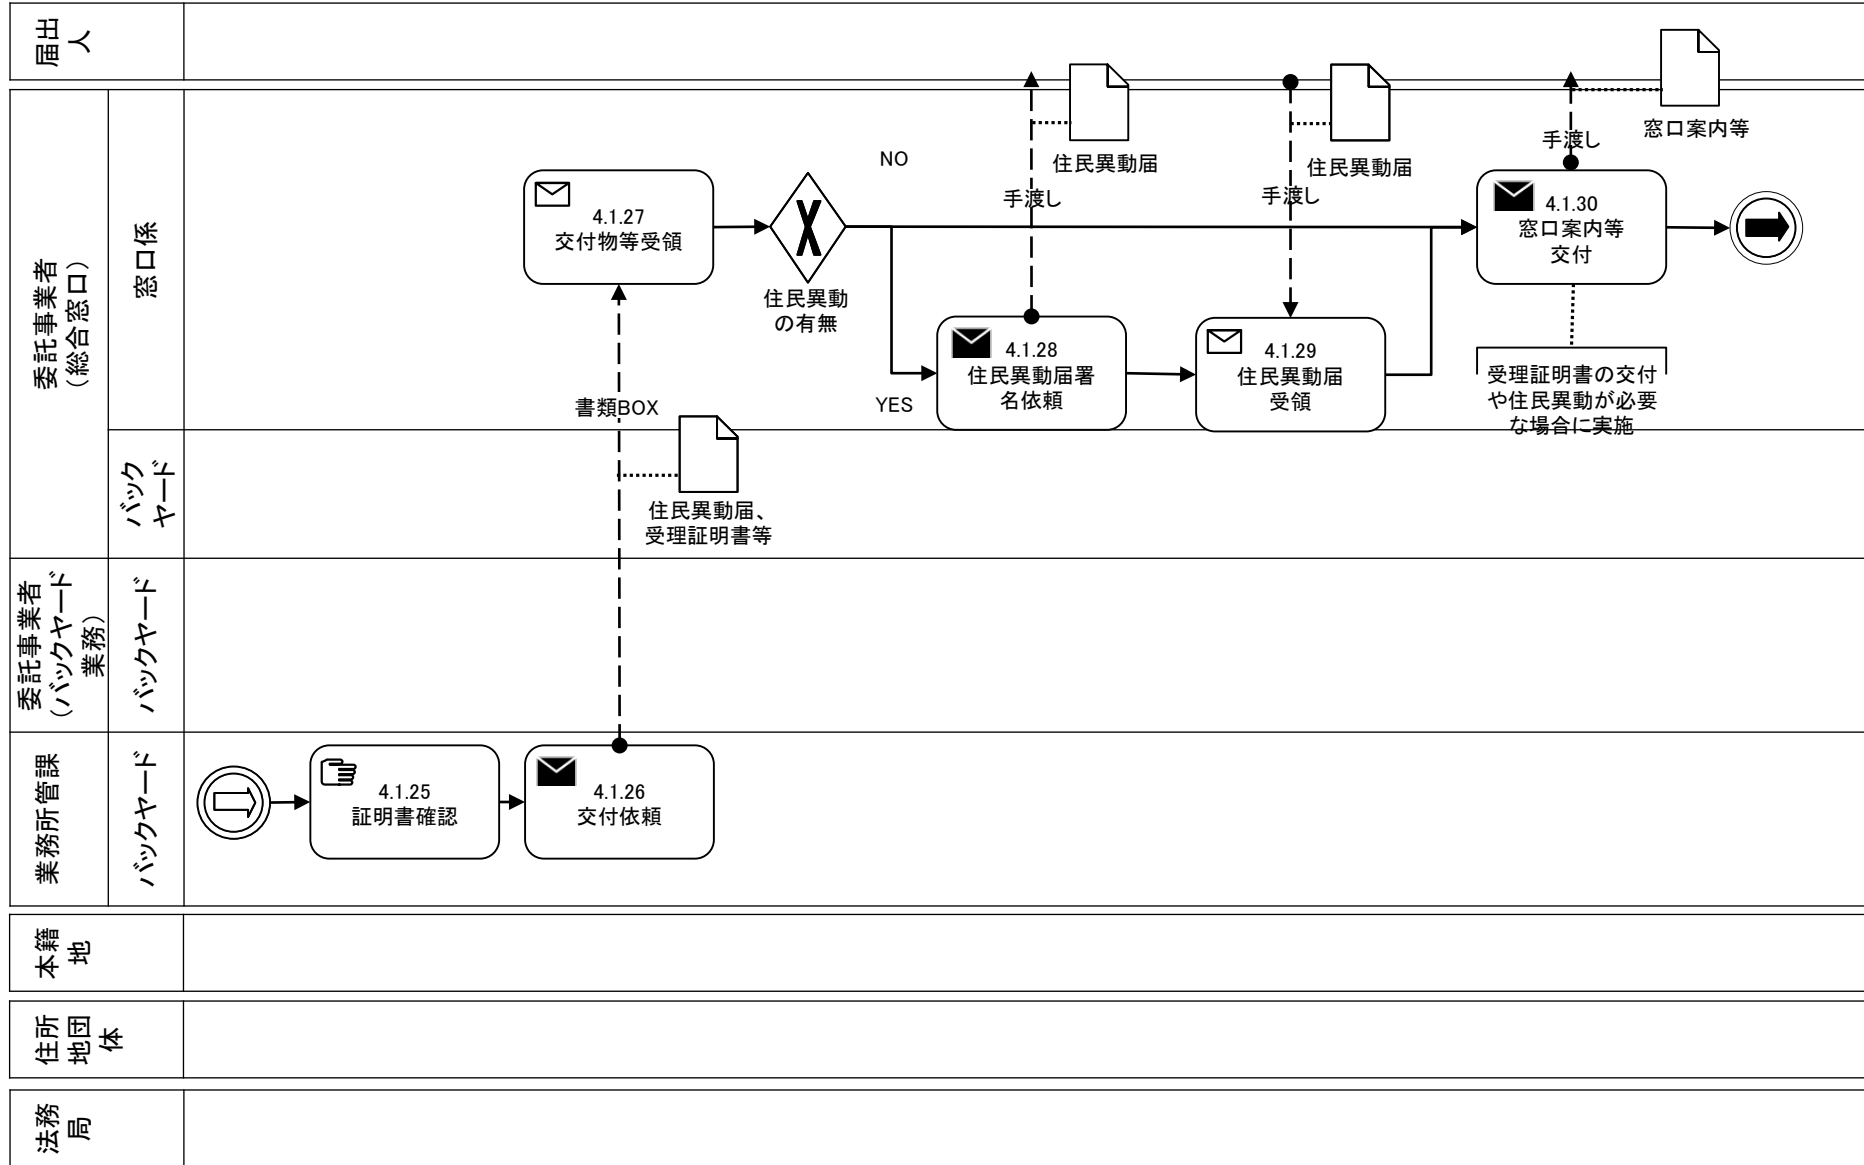 届出
人
委託事業者
（総合窓口）
窓口係
バック
ヤード
委託事業者
（バックヤード
業務）
バックヤード
業務所管課
バックヤード
本籍
地
住所
地団
体
法務
局
4.1.27
交付物等受領
住民異動
の有無
NO
YES
手渡し
住民異動届
手渡し
住民異動届
手渡し
窓口案内等
4.1.28
住民異動届署
名依頼
4.1.29
住民異動届
受領
4.1.30
窓口案内等
交付
受理証明書の交付
や住民異動が必要
な場合に実施
書類BOX
住民異動届、
受理証明書等
4.1.25
証明書確認
4.1.26
交付依頼